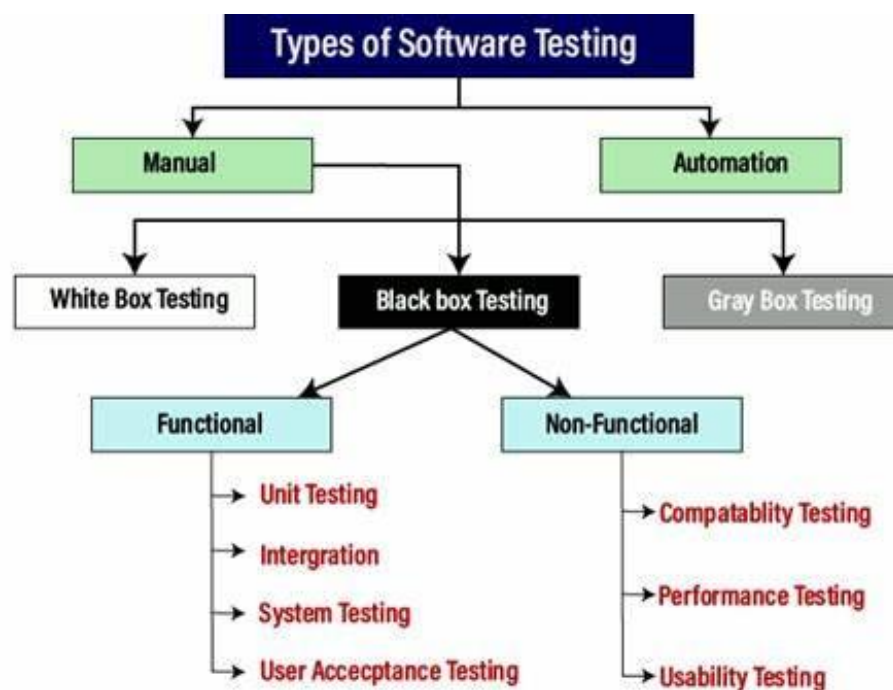 Types of Software Testing
Manual
Automation
White Box Testing
Black box Testing
Gray Box Testing
Functional
Non-Functional
Unit Testing
Intergration
System Testing
User Accecptance Testing
Compatablity Testing
Performance Testing
Usability Testing